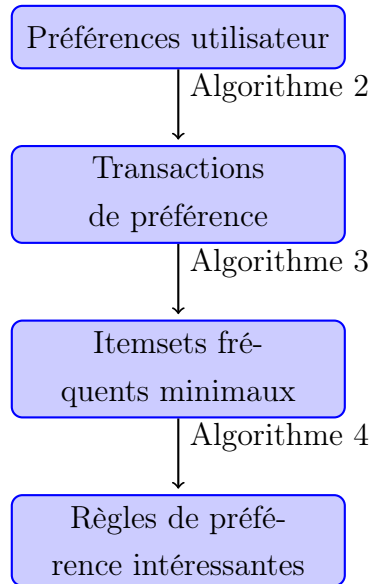 Préférences utilisateur
Algorithme 2
Transactions
de préférence
Algorithme 3
Itemsets fré-
quents minimaux
Algorithme 4
Règles de préfé-
rence intéressantes